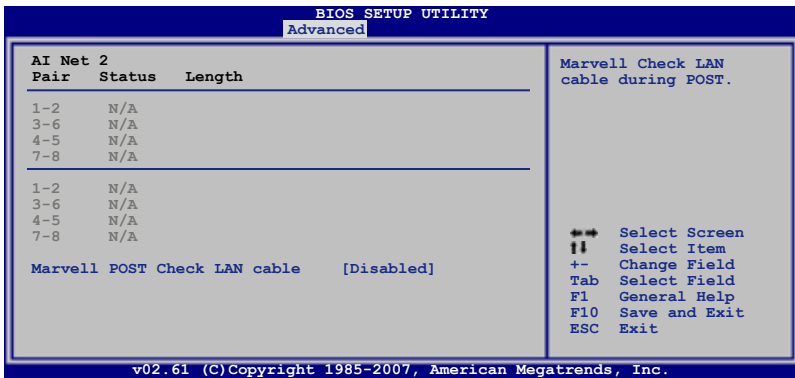 BIOS SETUP UTILITY
Advanced
AI Net 2
Pair Status Length
1-2 N/A
3-6 N/A
4-5 N/A
7-8 N/A
1-2 N/A
3-6 N/A
4-5 N/A
7-8 N/A
Marvell POST Check LAN cable [Disabled]
Marvell Check LAN
cable during POST.
←→ Select Screen
↑↓ Select Item
+- Change Field
Tab Select Field
F1 General Help
F10 Save and Exit
ESC Exit
v02.61 (C)Copyright 1985-2007, American Megatrends, Inc.